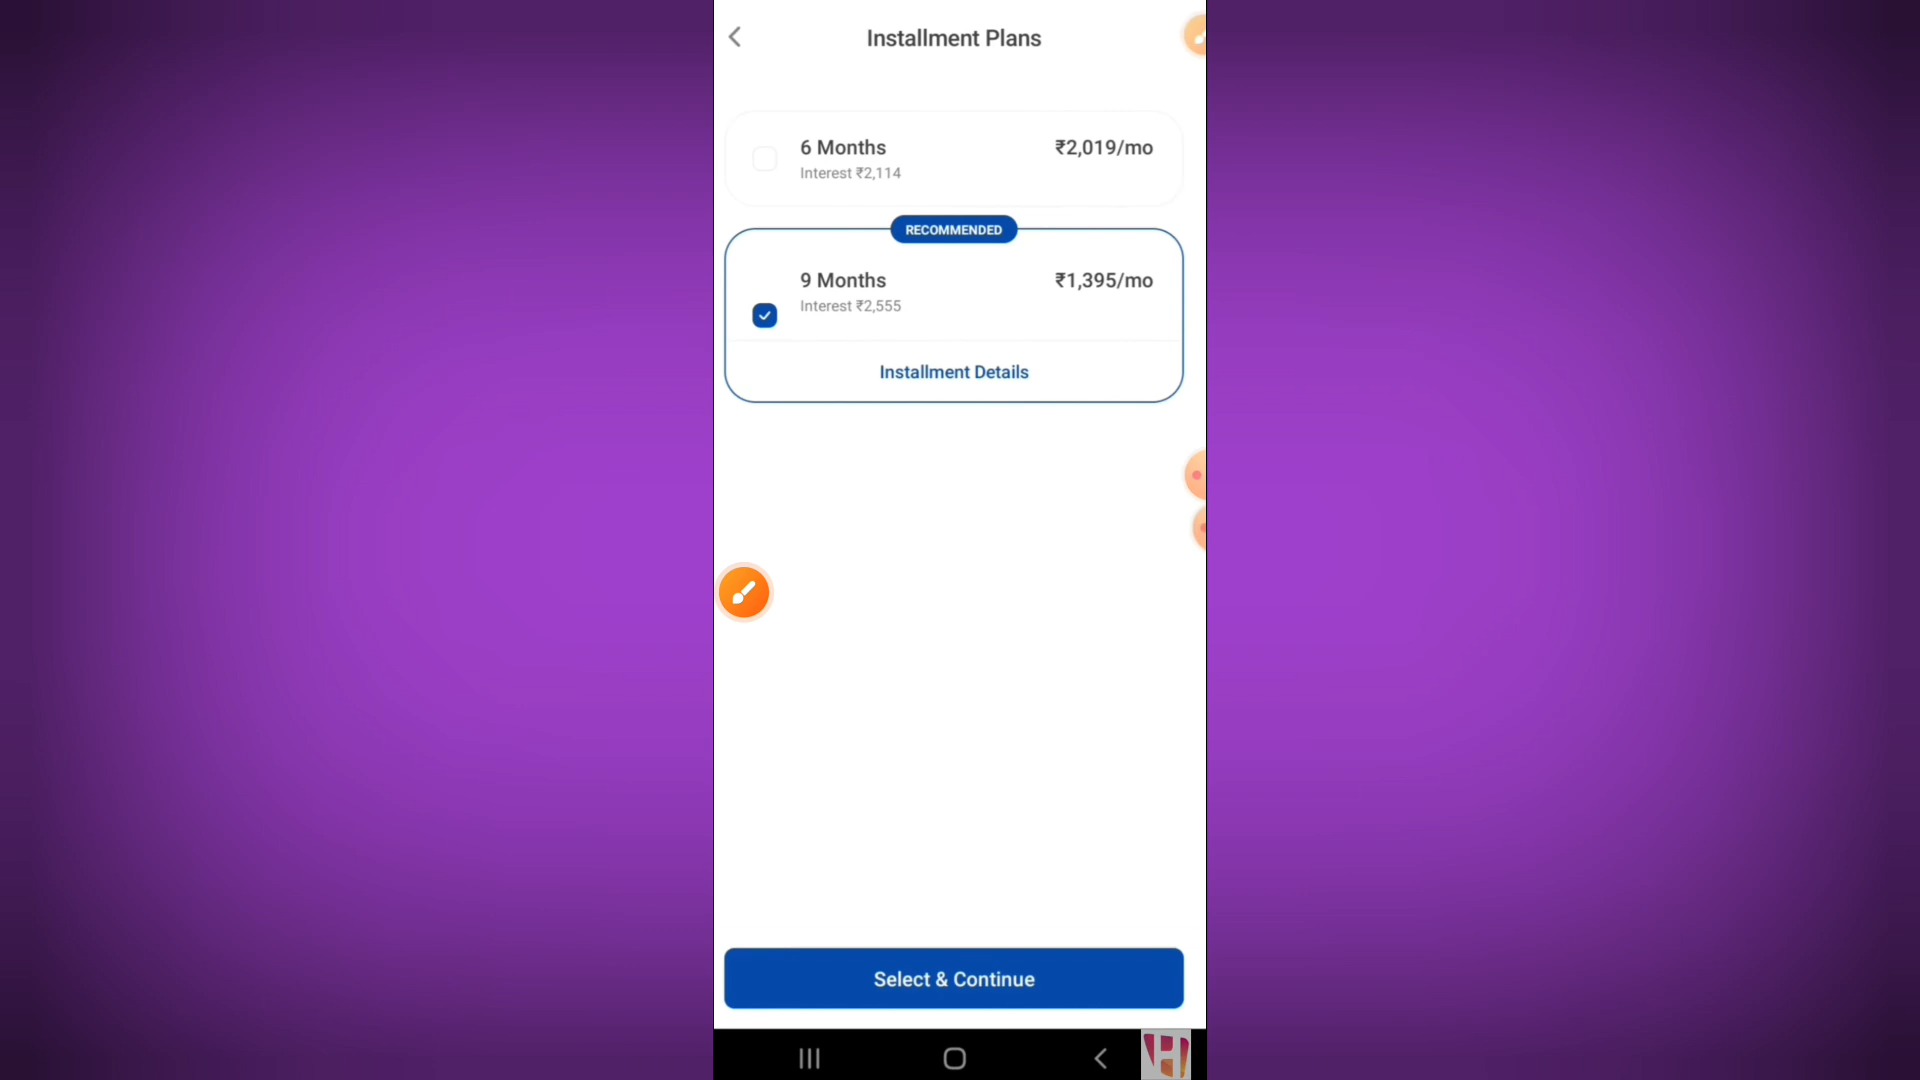 Installment Plans
6 Months ₹2,019/mo
Interest ₹2,114
RECOMMENDED
9 Months ₹1,395/mo
Interest ₹2,555
Installment Details
Select & Continue